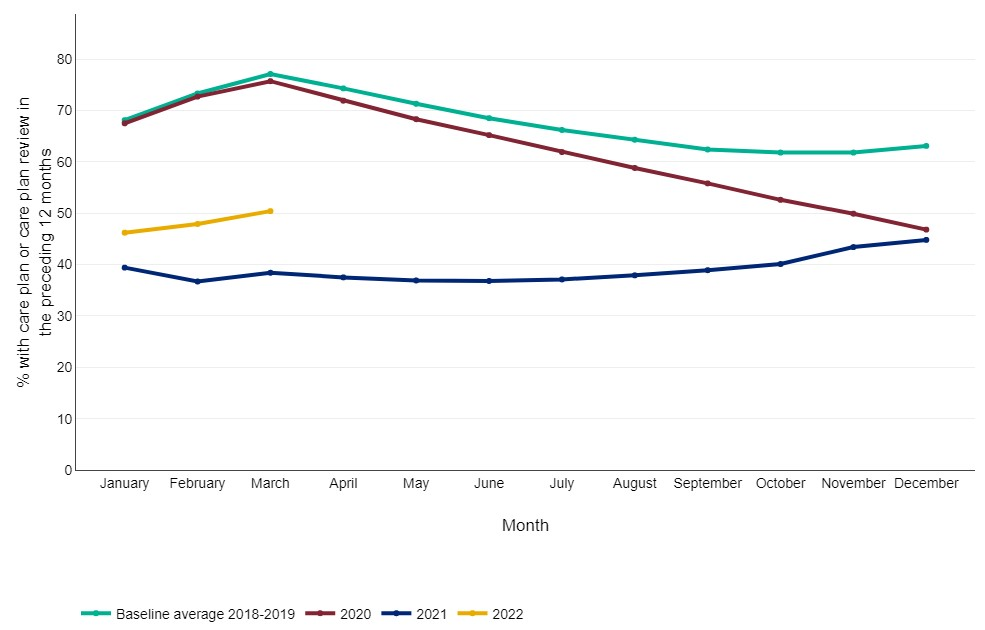 % with care plan or care plan review in
the preceding 12 months
80
70
60
50
40
30
20
10
0
January February March April May June July August September October November December
Month
Baseline average 2018-2019 2020 2021 2022